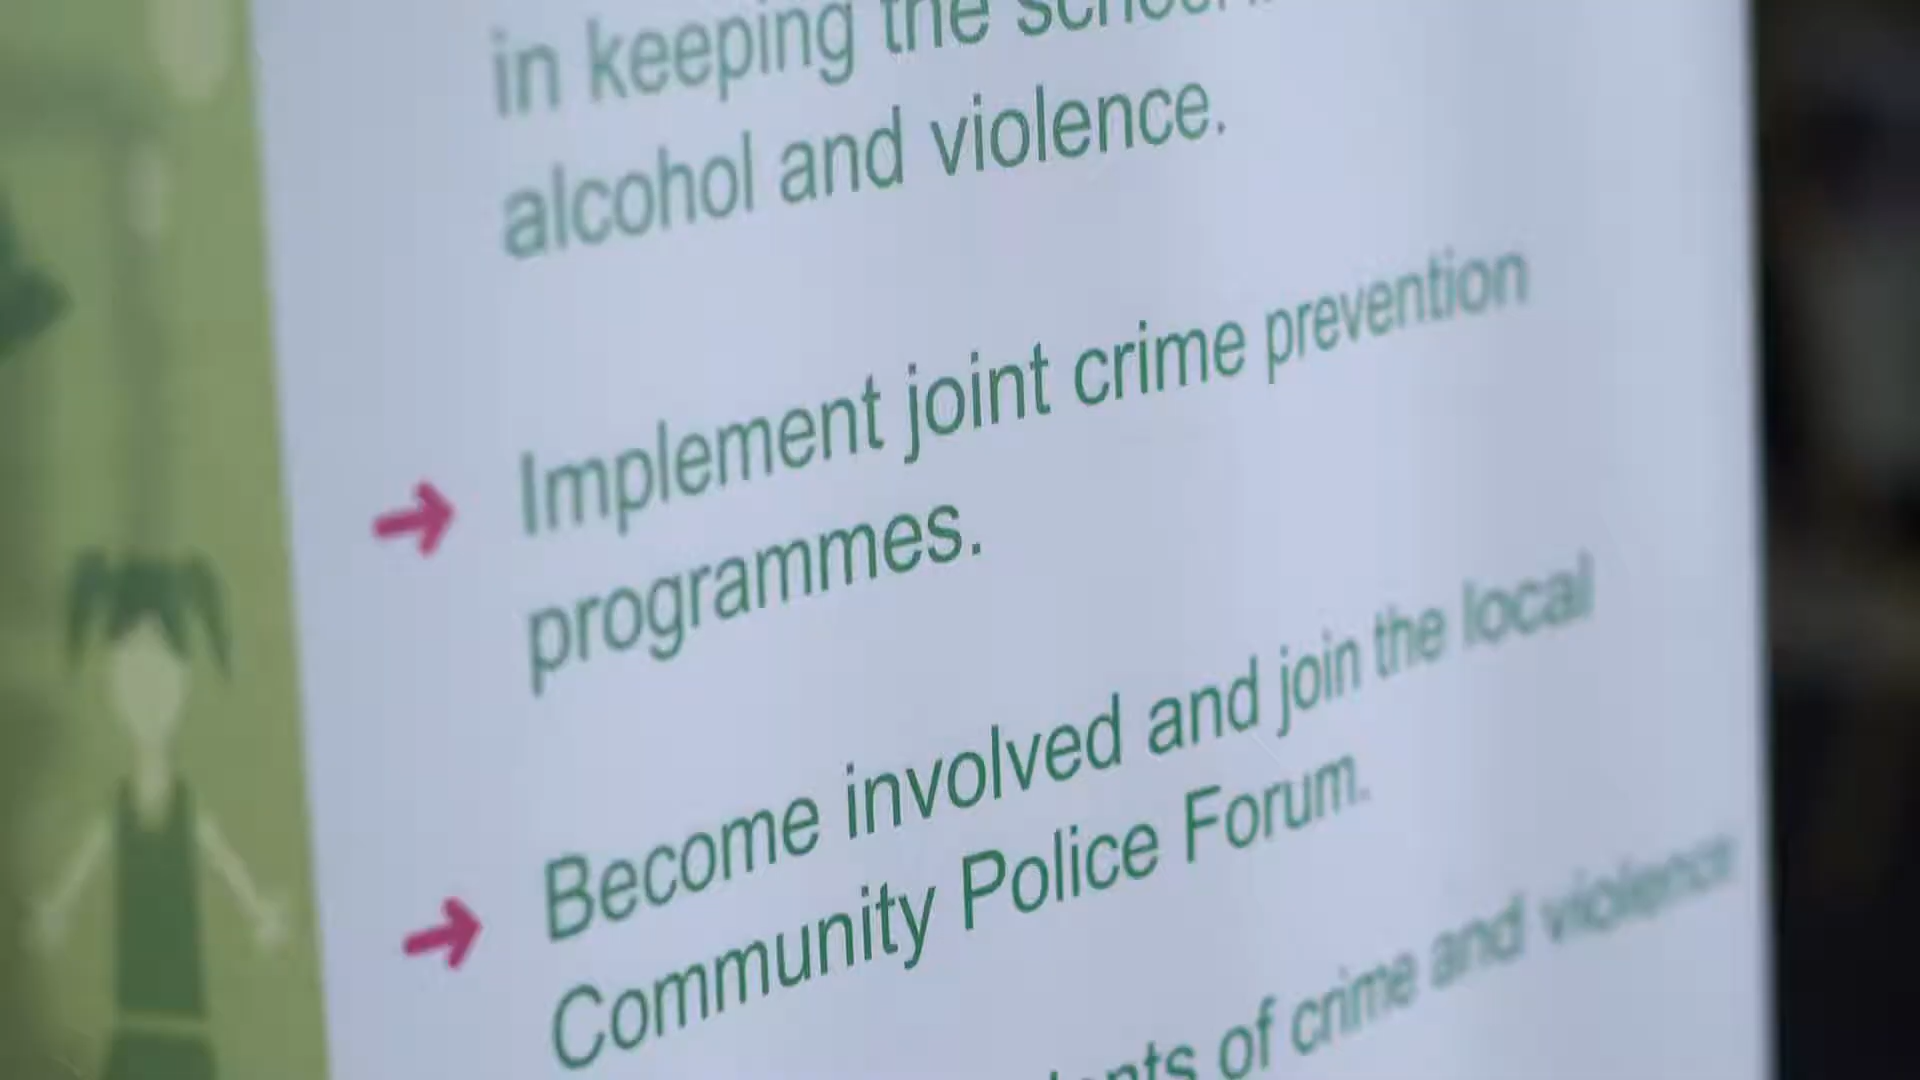 in keeping the
alcohol and violence.
Implement joint crime prevention
programmes.
Become involved and join the local
Community Police Forum.
of crime and violence